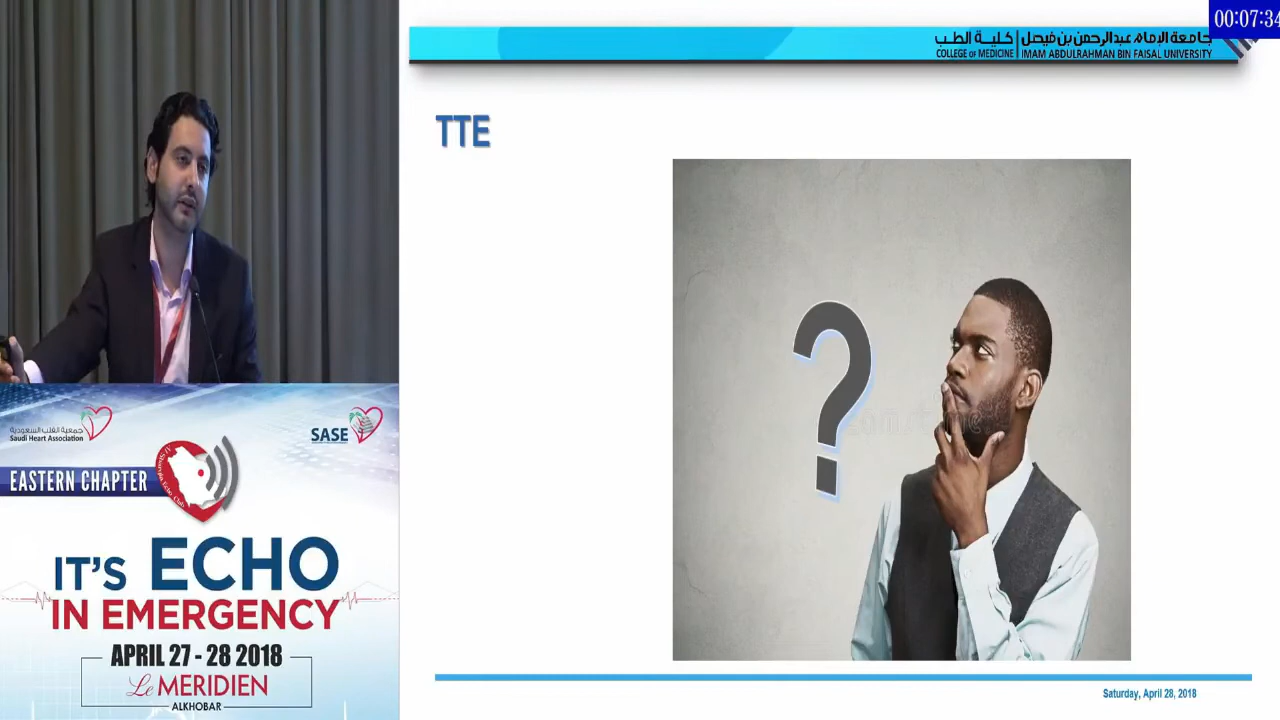 00:07:34
كلية الطب | جامعة الإمام عبدالرحمن بن فيصل
COLLEGE OF MEDICINE | IMAM ABDULRAHMAN BIN FAISAL UNIVERSITY
TTE
Saturday, April 28, 2018
جمعية القلب السعودية
Saudi Heart Association
SASE
EASTERN CHAPTER
IT'S ECHO
IN EMERGENCY
APRIL 27 - 28 2018
Le MERIDIEN
ALKHOBAR